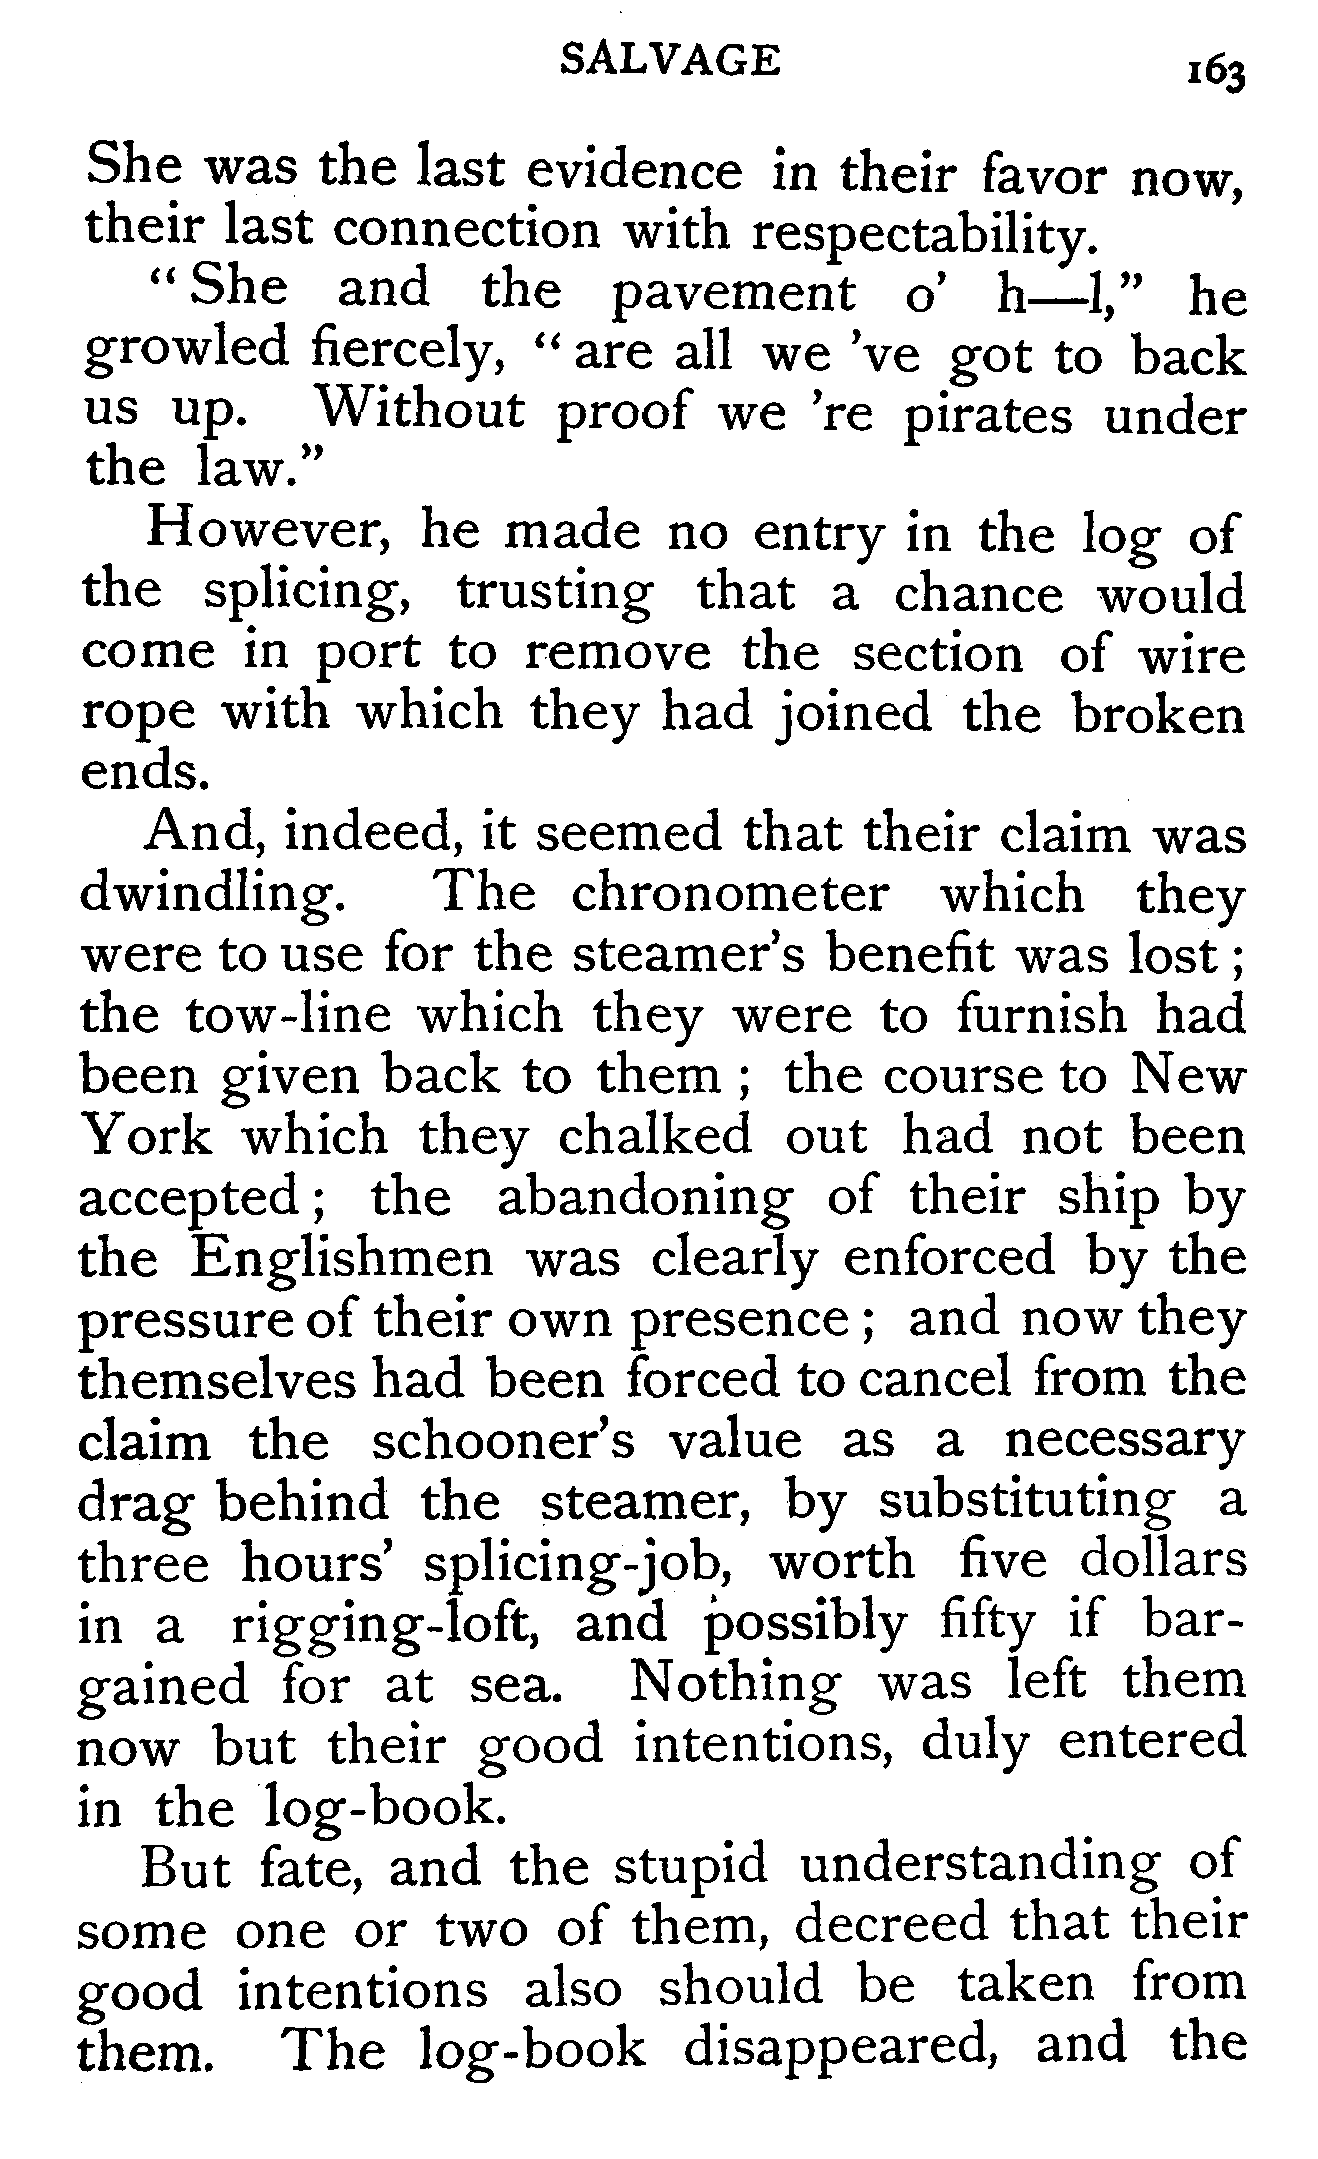 SALVAGE 163
She was the last evidence in their favor now,
their last connection with respectability.
“ She and the pavement o’ h—l,” he
growled fiercely, “ are all we ’ve got to back
us up. Without proof we ’re pirates under
the law.”
However, he made no entry in the log of
the splicing, trusting that a chance would
come in port to remove the section of wire
rope with which they had joined the broken
ends.
And, indeed, it seemed that their claim was
dwindling. The chronometer which they
were to use for the steamer’s benefit was lost ;
the tow-line which they were to furnish had
been given back to them ; the course to New
York which they chalked out had not been
accepted ; the abandoning of their ship by
the Englishmen was clearly enforced by the
pressure of their own presence ; and now they
themselves had been forced to cancel from the
claim the schooner’s value as a necessary
drag behind the steamer, by substituting a
three hours’ splicing-job, worth five dollars
in a rigging-loft, and possibly fifty if bar-
gained for at sea. Nothing was left them
now but their good intentions, duly entered
in the log-book.
But fate, and the stupid understanding of
some one or two of them, decreed that their
good intentions also should be taken from
them. The log-book disappeared, and the